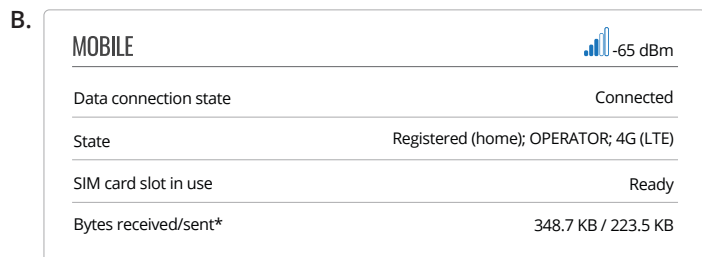 B.
MOBILE -65 dBm
Data connection state Connected
State Registered (home); OPERATOR; 4G (LTE)
SIM card slot in use Ready
Bytes received/sent* 348.7 KB / 223.5 KB